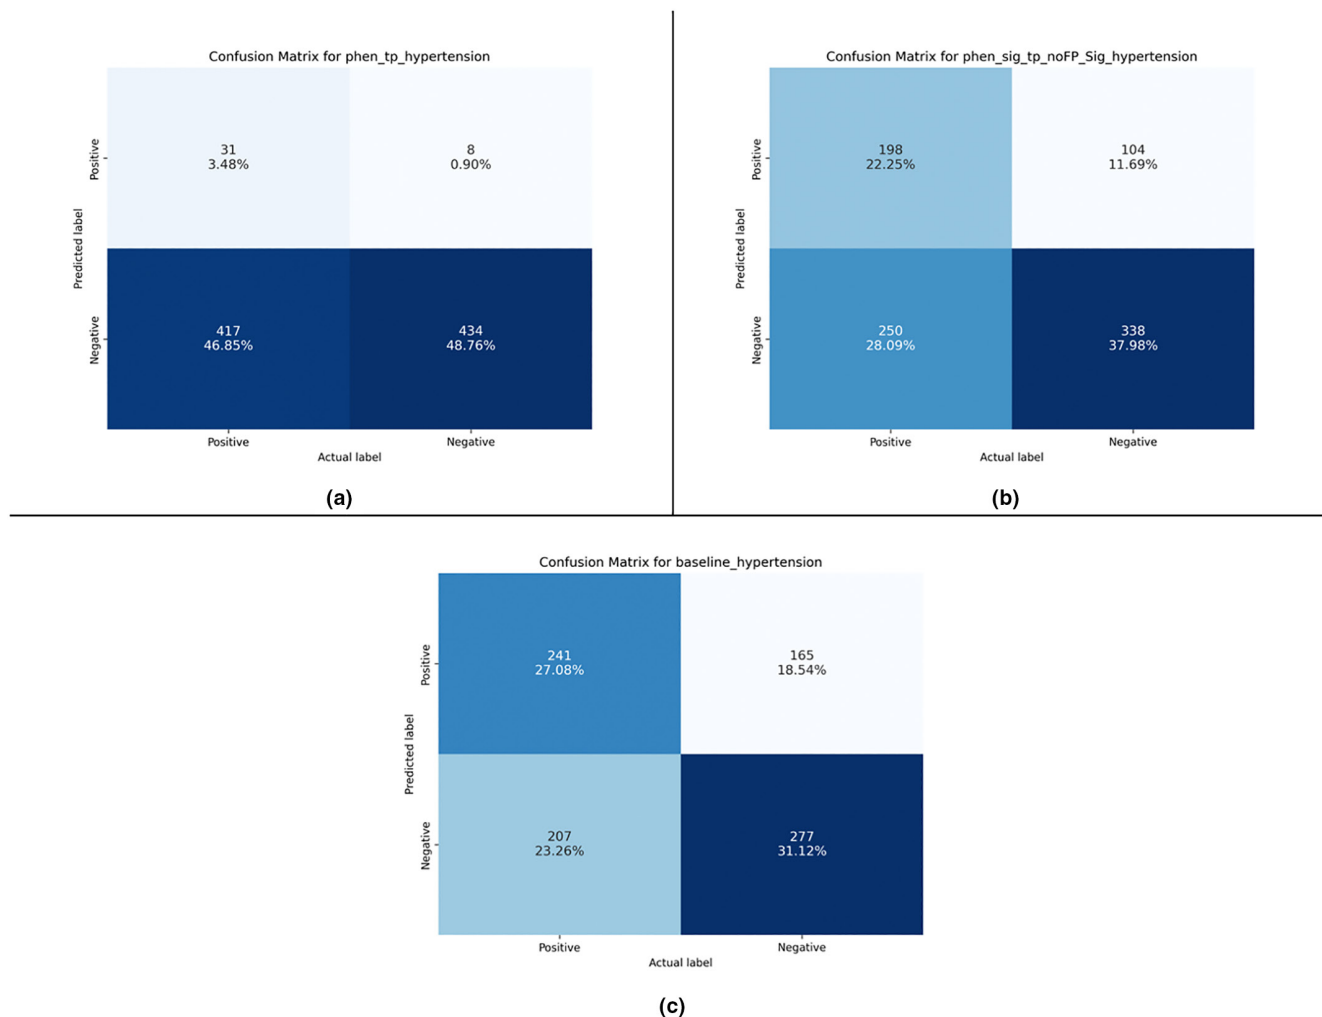 Confusion Matrix for phen_tp_hypertension
Predicted label
Positive
31
3.48%
8
0.90%
Negative
417
46.85%
434
48.76%
Positive
Negative
Actual label
(a)
Confusion Matrix for phen_sig_tp_noFP_Sig_hypertension
Predicted label
Positive
198
22.25%
104
11.69%
Negative
250
28.09%
338
37.98%
Positive
Negative
Actual label
(b)
Confusion Matrix for baseline_hypertension
Predicted label
Positive
241
27.08%
165
18.54%
Negative
207
23.26%
277
31.12%
Positive
Negative
Actual label
(c)